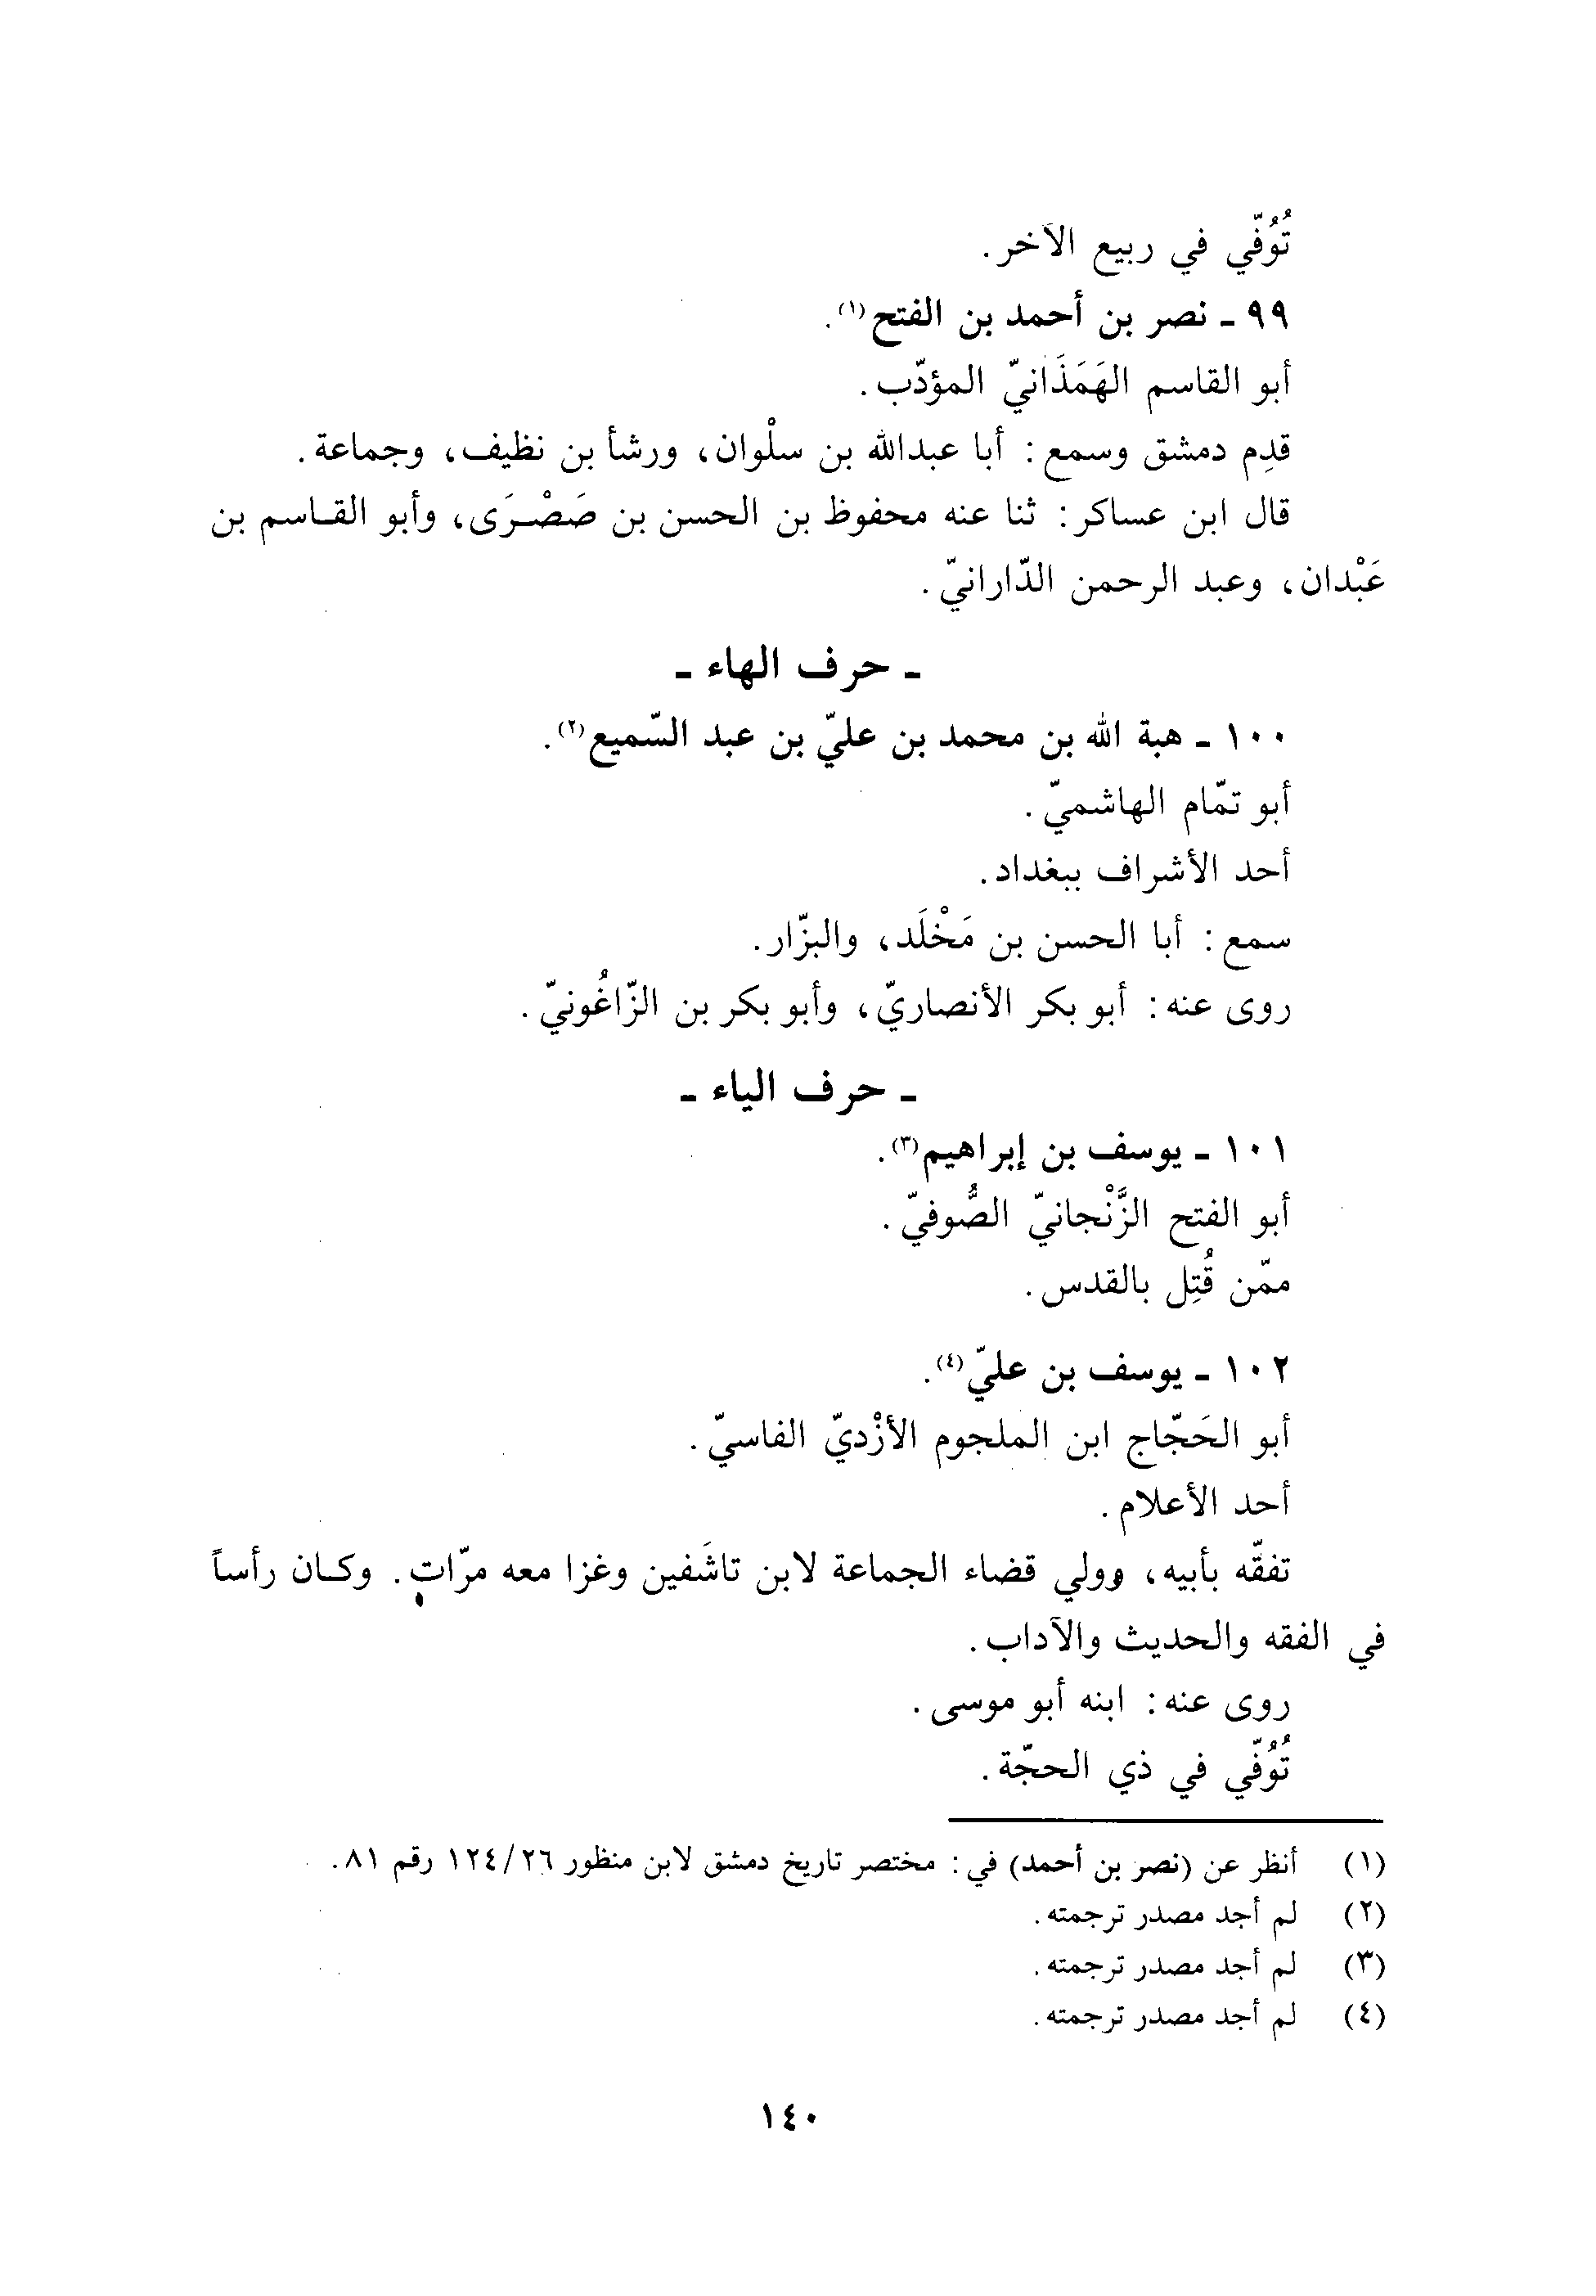 تُوُفّي في ربيع الآخر.
٩٩ ـ نصر بن أحمد بن الفتح(١).
أبو القاسم الهَمَذَانيّ المؤدّب.
قدِم دمشق وسمع: أبا عبدالله بن سلْوان، ورشأ بن نظيف، وجماعة.
قال ابن عساكر: ثنا عنه محفوظ بن الحسن بن صَصْرَى، وأبو القاسم بن
عَبْدان، وعبد الرحمن الدّارانيّ.
ـ حرف الهاء ـ
١٠٠ ـ هبة الله بن محمد بن عليّ بن عبد السّميع(٢).
أبو تمّام الهاشميّ.
أحد الأشراف ببغداد.
سمع: أبا الحسن بن مَخْلَد، والبزّار.
روى عنه: أبو بكر الأنصاريّ، وأبو بكر بن الزّاغُونيّ.
ـ حرف الياء ـ
١٠١ ـ يوسف بن إبراهيم(٣).
أبو الفتح الزَّنْجانيّ الصُّوفيّ.
ممّن قُتِل بالقدس.
١٠٢ ـ يوسف بن عليّ(٤).
أبو الحَجّاج ابن الملجوم الأزْديّ الفاسيّ.
أحد الأعلام.
تفقّه بأبيه، وولي قضاء الجماعة لابن تاشَفين وغزا معه مرّات. وكان رأساً
في الفقه والحديث والآداب.
روى عنه: ابنه أبو موسى.
تُوُفّي في ذي الحجّة.
(١) أنظر عن (نصر بن أحمد) في: مختصر تاريخ دمشق لابن منظور ١٢٤/٢٦ رقم ٨١.
(٢) لم أجد مصدر ترجمته.
(٣) لم أجد مصدر ترجمته.
(٤) لم أجد مصدر ترجمته.
١٤٠